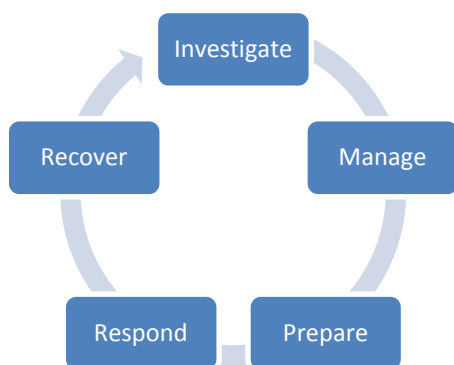 Investigate
Manage
Prepare
Respond
Recover